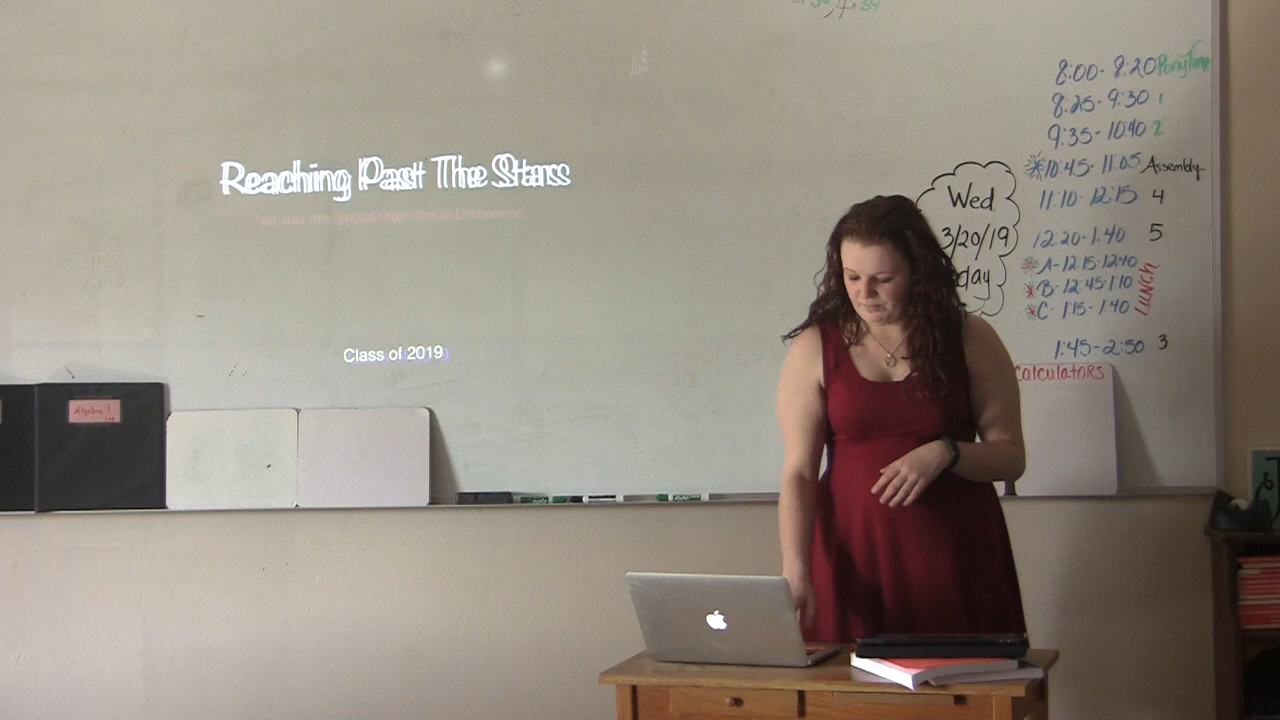 Reaching Past The Stars
Class of 2019
Algebra 1
Wed
3/20/19
day
8:00 - 8:20 PonyTime
8:25 - 9:30 1
9:35 - 10:40 2
10:45 - 11:05 Assembly
11:10 - 12:15 4
12:20 - 1:40 5
A - 12:15 - 12:40
B - 12:45 - 1:10
C - 1:15 - 1:40
LUNCH
1:45 - 2:50 3
CalculatorS